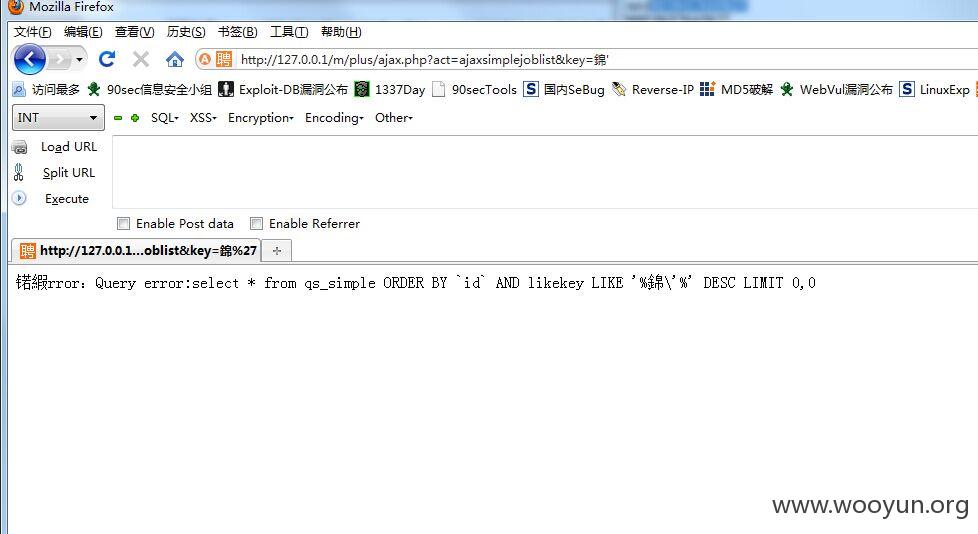 Mozilla Firefox
文件(F) 编辑(E) 查看(V) 历史(S) 书签(B) 工具(T) 帮助(H)
http://127.0.0.1/m/plus/ajax.php?act=ajaxsimplejoblist&key=錦'
访问最多 90sec信息安全小组 Exploit-DB漏洞公布 1337Day 90secTools 国内SeBug Reverse-IP MD5破解 WebVul漏洞公布 LinuxExp
INT SQL XSS Encryption Encoding Other
Load URL
Split URL
Execute
Enable Post data Enable Referrer
聘 http://127.0.0.1...oblist&key=錦%27
锘緞rror：Query error:select * from qs_simple ORDER BY `id` AND likekey LIKE '%錦\'%' DESC LIMIT 0,0
www.wooyun.org